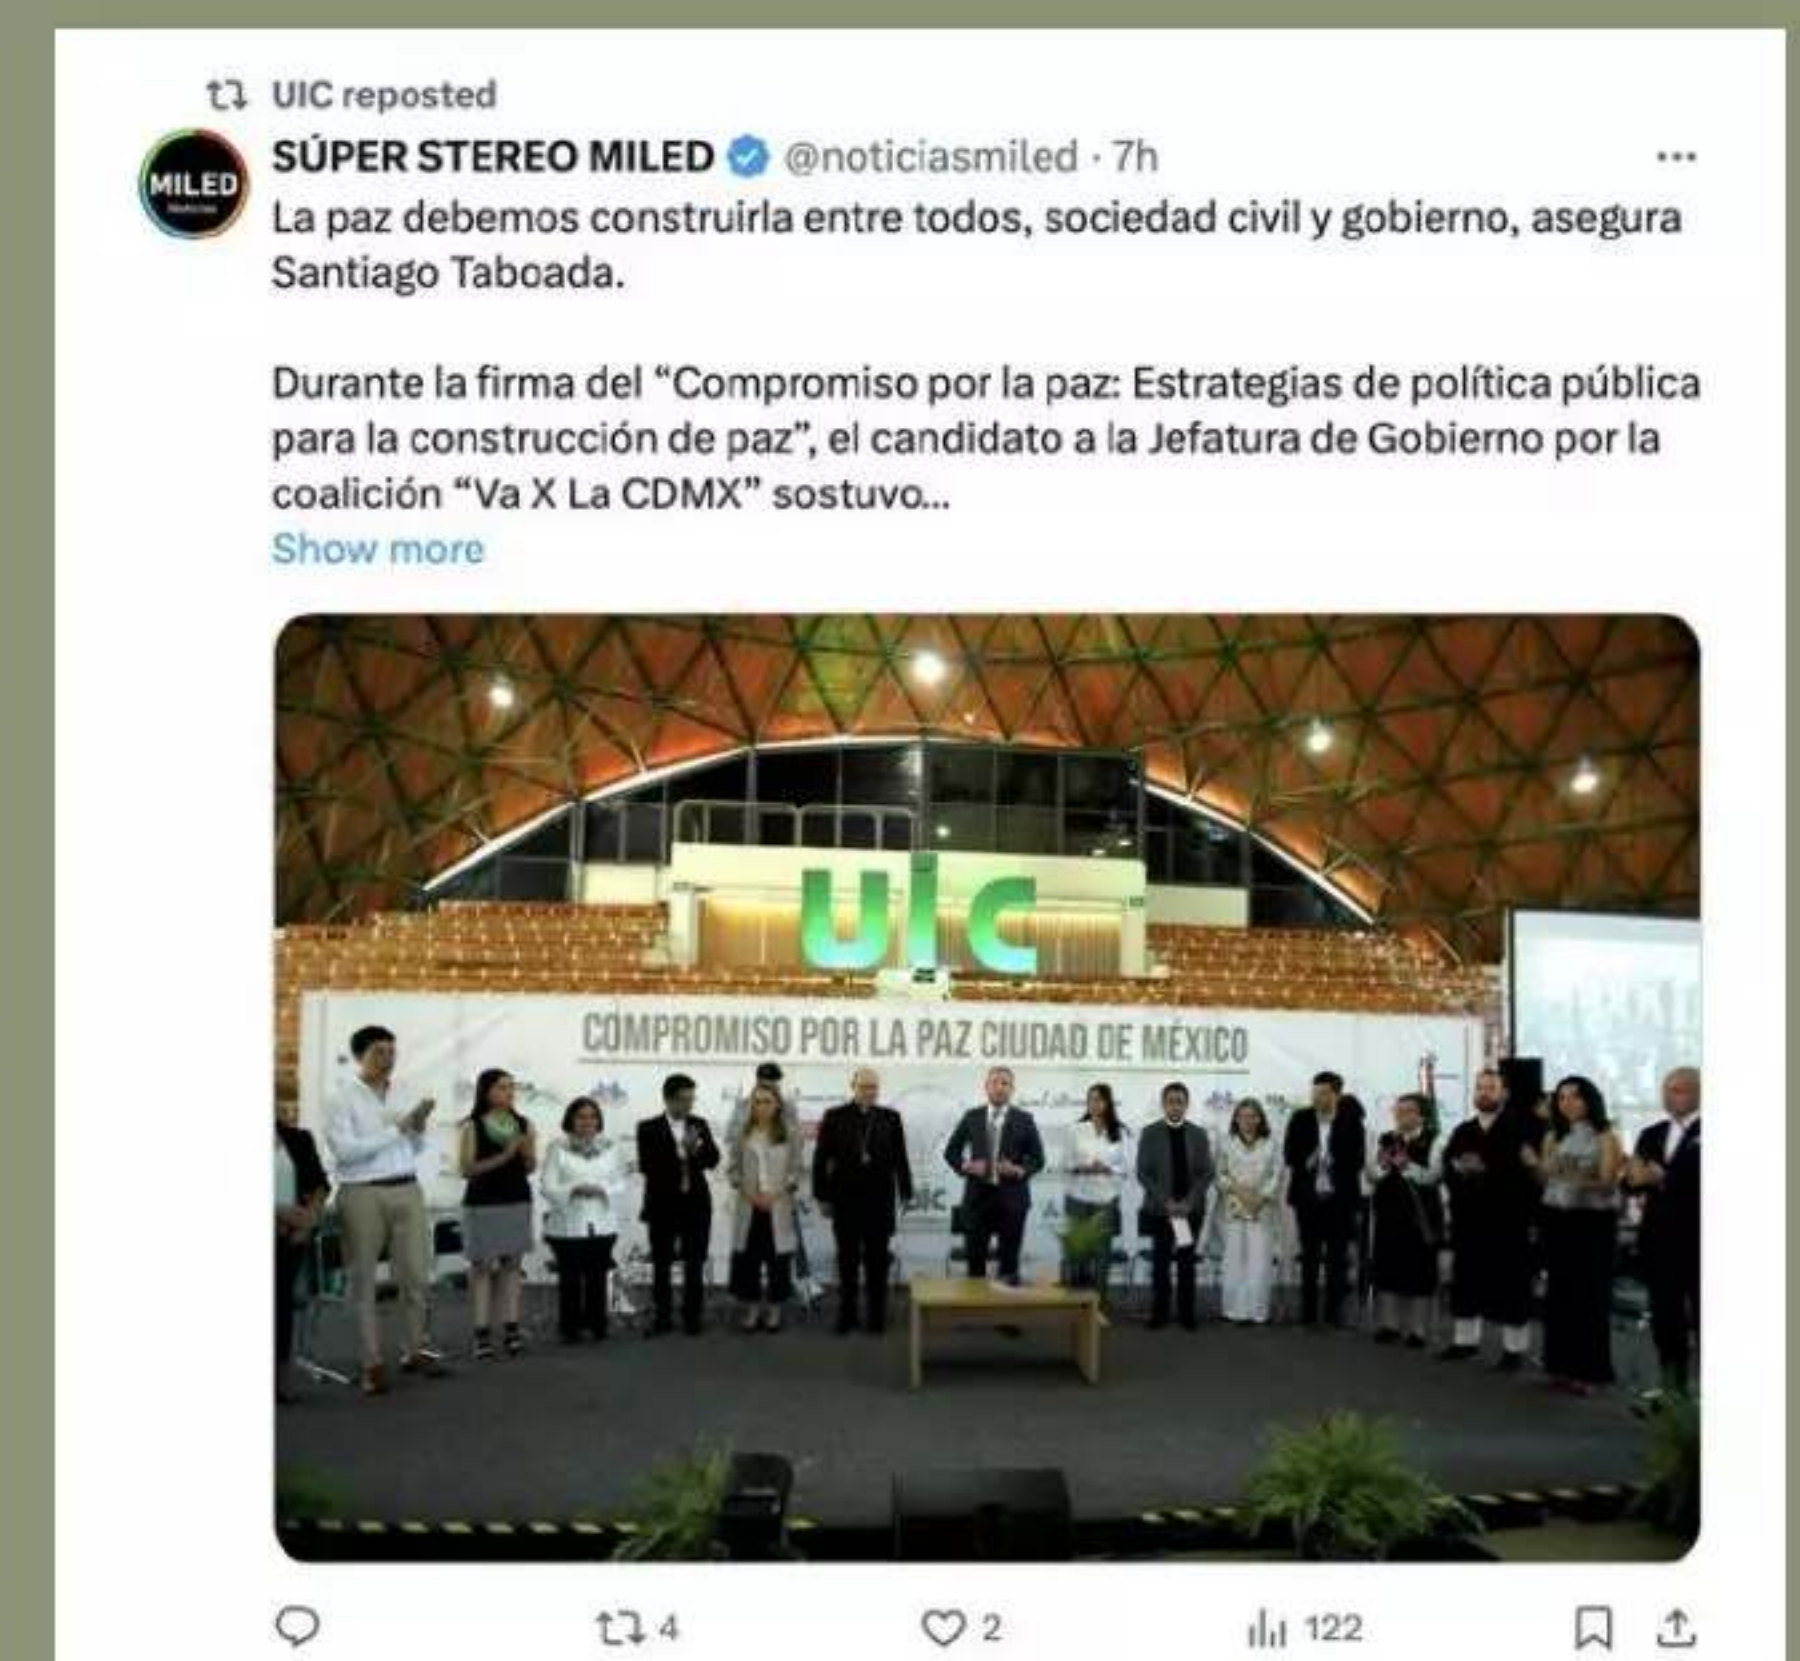 UIC reposted
SÚPER STEREO MILED @noticiasmiled · 7h
MILED
La paz debemos construirla entre todos, sociedad civil y gobierno, asegura
Santiago Taboada.
Durante la firma del “Compromiso por la paz: Estrategias de política pública
para la construcción de paz”, el candidato a la Jefatura de Gobierno por la
coalición “Va X La CDMX” sostuvo...
Show more
uic
COMPROMISO POR LA PAZ CIUDAD DE MÉXICO
uic
4
2
122